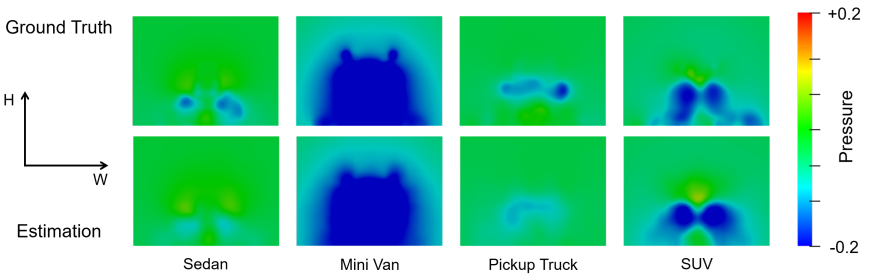 Ground Truth
H
W
Estimation
Sedan
Mini Van
Pickup Truck
SUV
+0.2
Pressure
-0.2